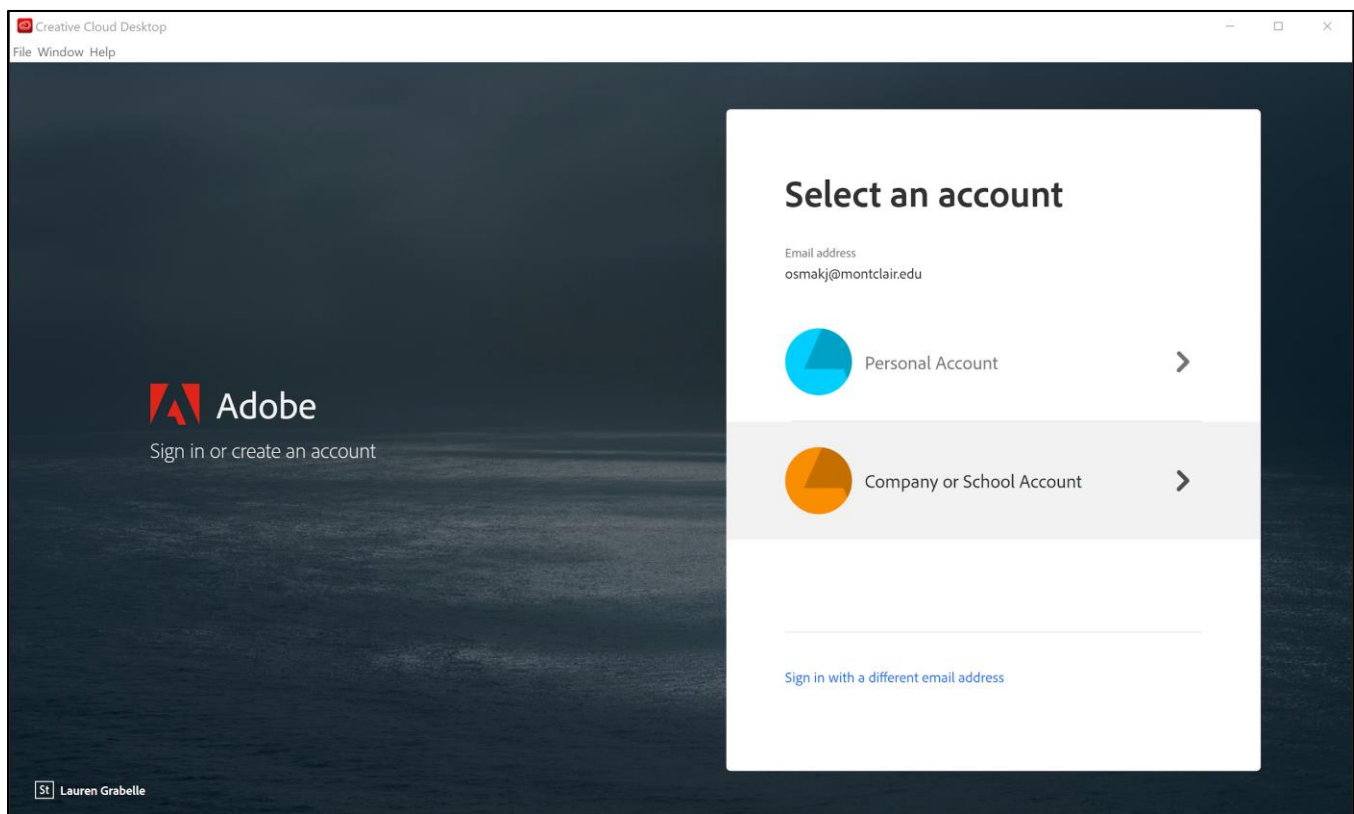 Creative Cloud Desktop
File Window Help
Select an account
Email address
osmakj@montclair.edu
Personal Account
Adobe
Sign in or create an account
Company or School Account
Sign in with a different email address
St Lauren Grabelle